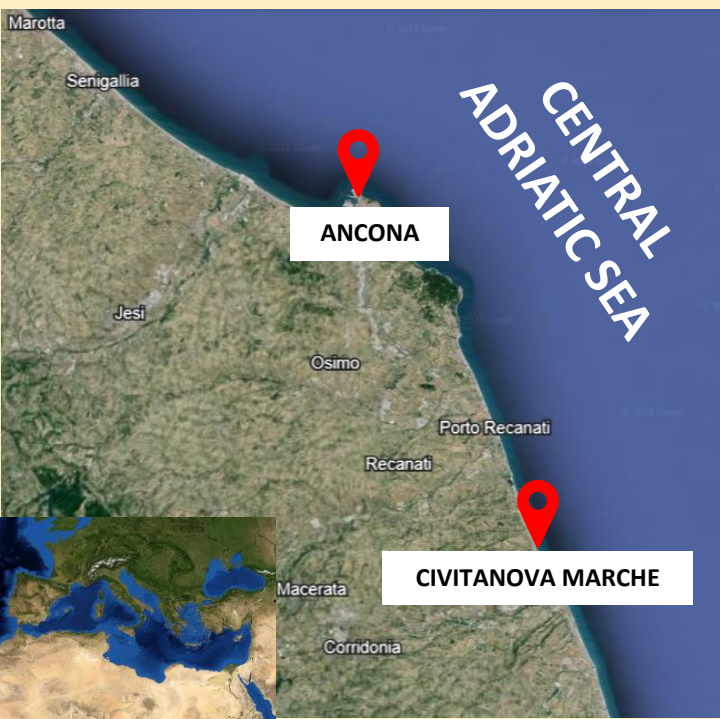 Marotta
Senigallia
CENTRAL
ADRIATIC SEA
ANCONA
Jesi
Osimo
Porto Recanati
Recanati
CIVITANOVA MARCHE
Macerata
Corridonia